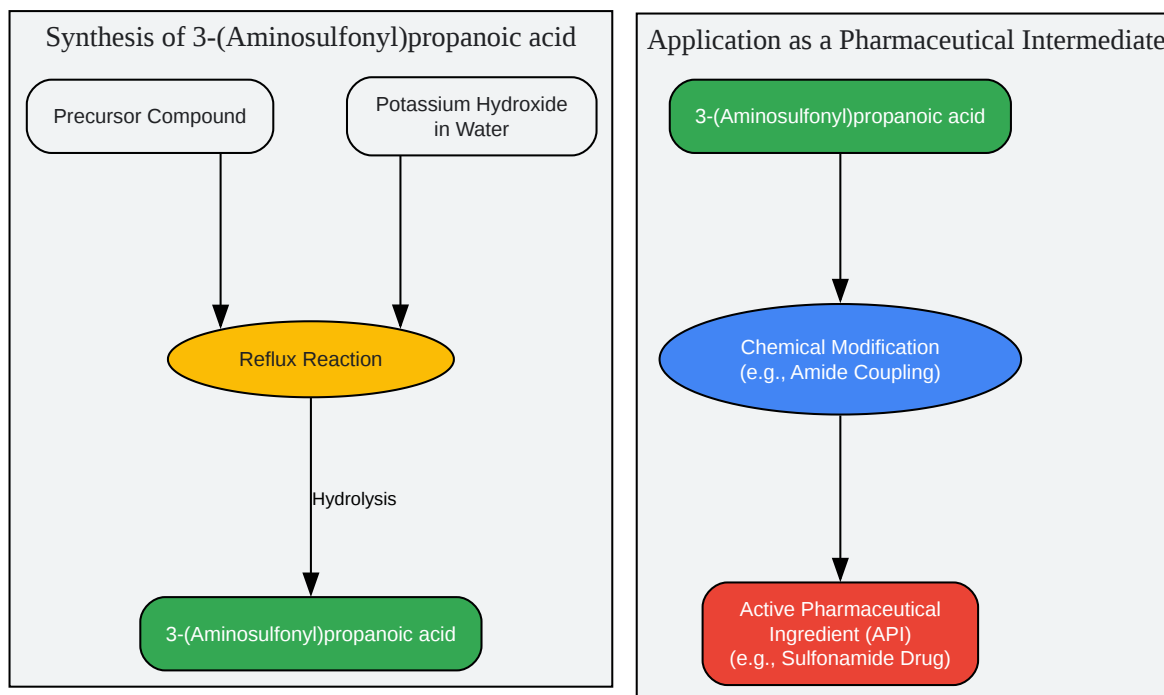 Synthesis of 3-(Aminosulfonyl)propanoic acid
Precursor Compound
Potassium Hydroxide
in Water
Reflux Reaction
Hydrolysis
3-(Aminosulfonyl)propanoic acid
Application as a Pharmaceutical Intermediate
3-(Aminosulfonyl)propanoic acid
Chemical Modification
(e.g., Amide Coupling)
Active Pharmaceutical
Ingredient (API)
(e.g., Sulfonamide Drug)